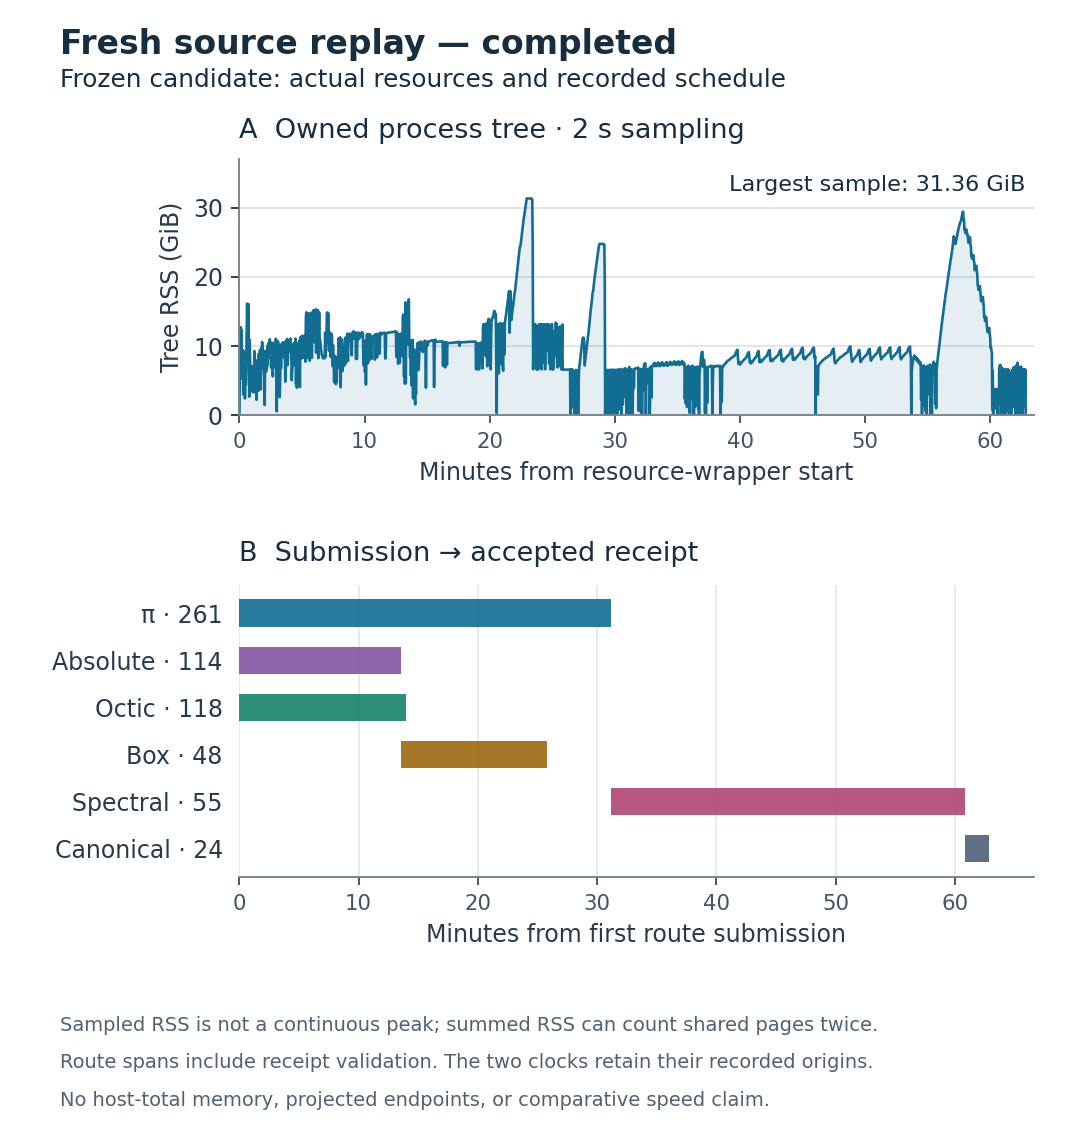 Fresh source replay — completed
Frozen candidate: actual resources and recorded schedule
A  Owned process tree · 2 s sampling
Largest sample: 31.36 GiB
Tree RSS (GiB)
30
20
10
0
0 10 20 30 40 50 60
Minutes from resource-wrapper start
B  Submission → accepted receipt
π · 261
Absolute · 114
Octic · 118
Box · 48
Spectral · 55
Canonical · 24
0 10 20 30 40 50 60
Minutes from first route submission
Sampled RSS is not a continuous peak; summed RSS can count shared pages twice.
Route spans include receipt validation. The two clocks retain their recorded origins.
No host-total memory, projected endpoints, or comparative speed claim.